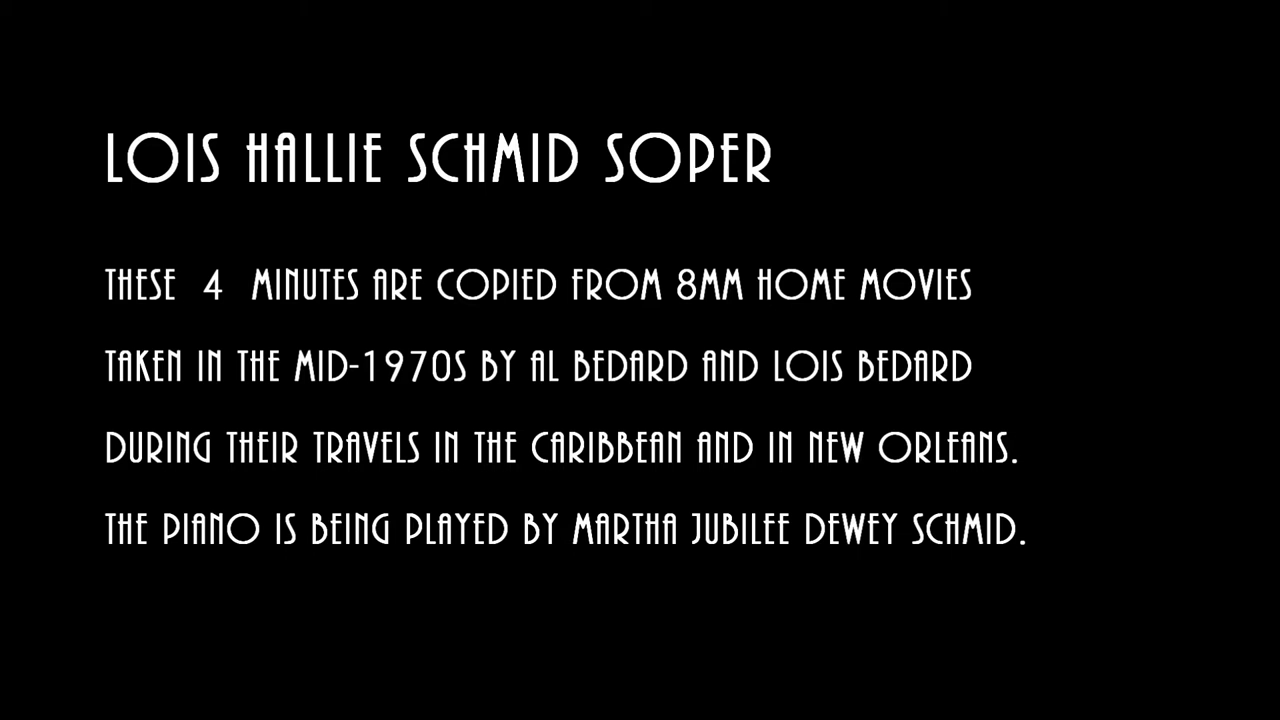 LOIS HALLIE SCHMID SOPER
THESE 4 MINUTES ARE COPIED FROM 8MM HOME MOVIES
TAKEN IN THE MID-1970S BY AL BEDARD AND LOIS BEDARD
DURING THEIR TRAVELS IN THE CARIBBEAN AND IN NEW ORLEANS.
THE PIANO IS BEING PLAYED BY MARTHA JUBILEE DEWEY SCHMID.